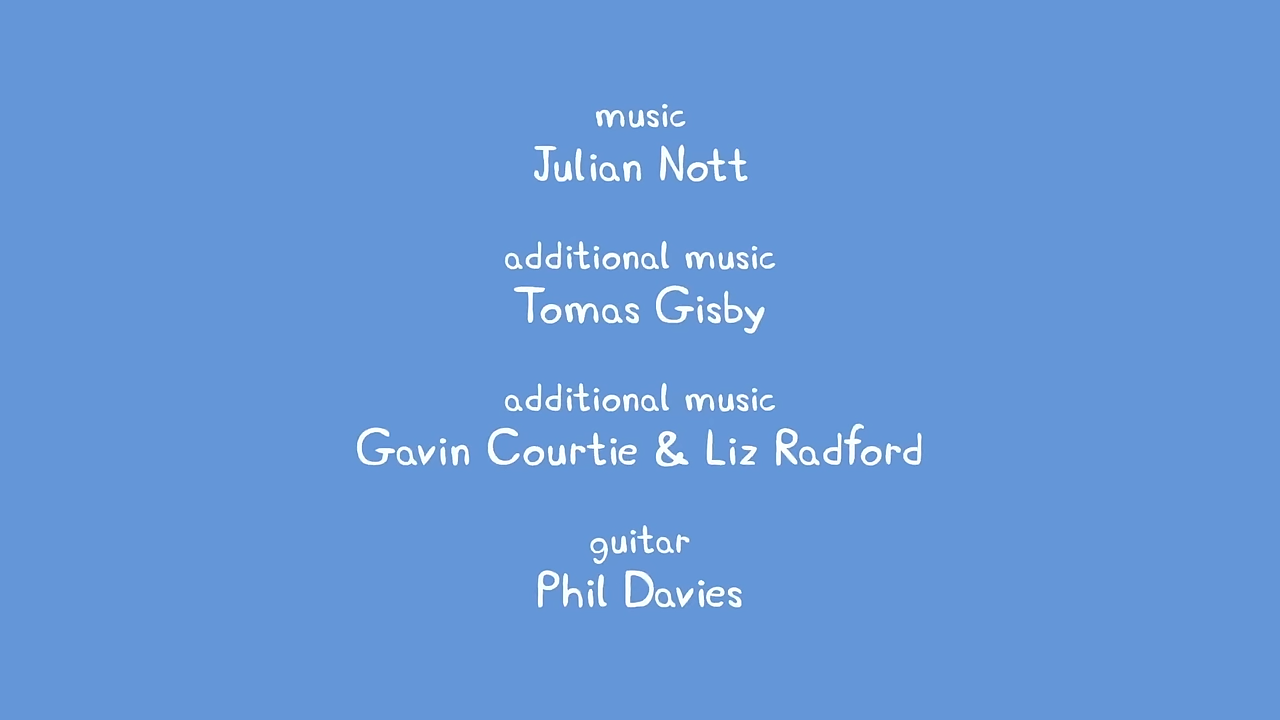 music
Julian Nott
additional music
Tomas Gisby
additional music
Gavin Courtie & Liz Radford
guitar
Phil Davies